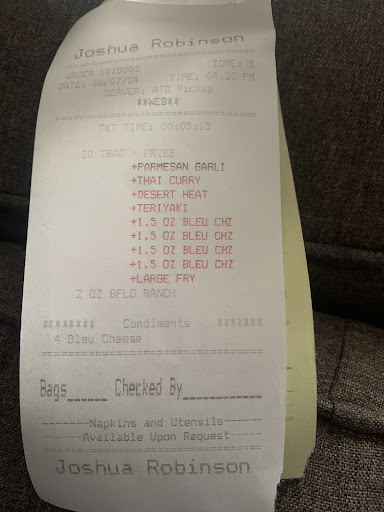 Joshua Robinson
ORDER 1010003
ZONE: 5
DATE: 06/07/24
TIME: 04:20 PM
SERVER: ATO Pickup
**WEB**
TKT TIME: 00:05:15
20 TRAD + FRIES
+PARMESAN GARLI
+THAI CURRY
+DESERT HEAT
+TERIYAKI
+1.5 OZ BLEU CHZ
+1.5 OZ BLEU CHZ
+1.5 OZ BLEU CHZ
+1.5 OZ BLEU CHZ
+LARGE FRY
2 OZ BFLO RANCH
******** Condiments *******
4 Bleu Cheese
Bags_____ Checked By__________
--------Napkins and Utensils------
-------Available Upon Request-----
Joshua Robinson